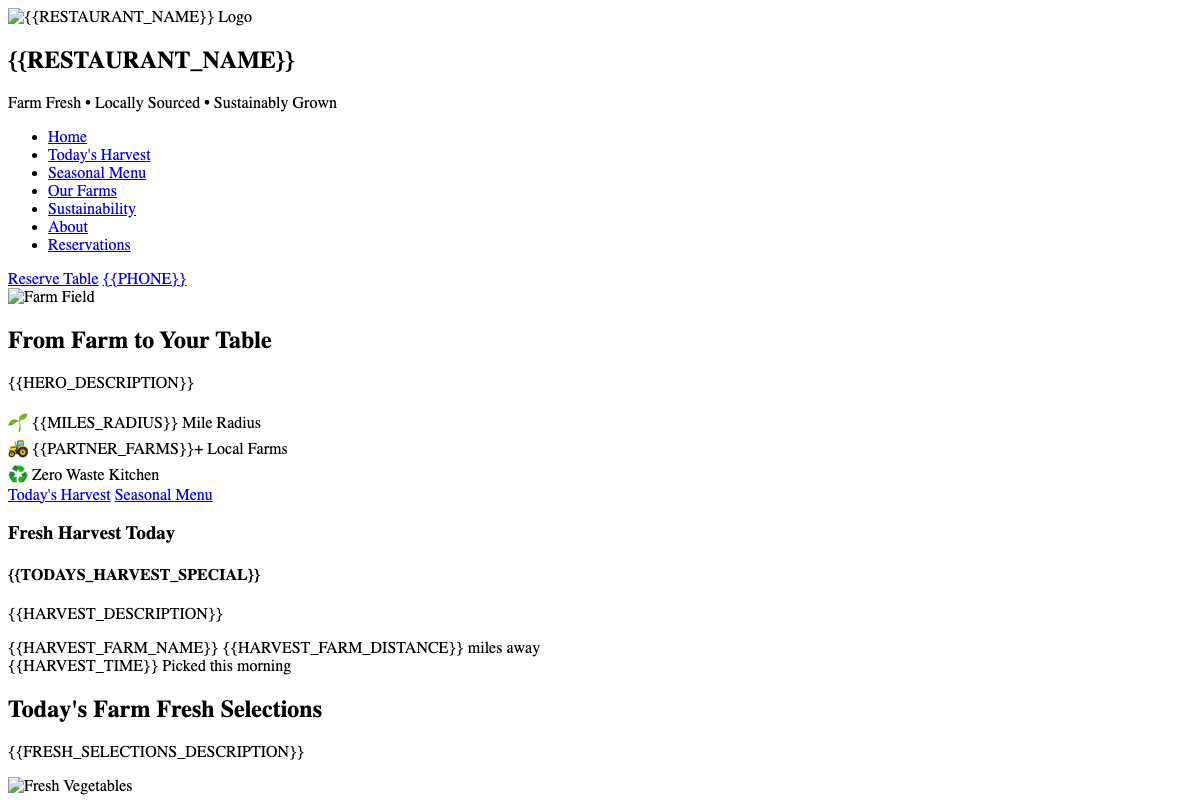 {{RESTAURANT_NAME}} Logo
{{RESTAURANT_NAME}}
Farm Fresh • Locally Sourced • Sustainably Grown
• Home
• Today's Harvest
• Seasonal Menu
• Our Farms
• Sustainability
• About
• Reservations
Reserve Table {{PHONE}}
Farm Field
From Farm to Your Table
{{HERO_DESCRIPTION}}
🌱 {{MILES_RADIUS}} Mile Radius
🚜 {{PARTNER_FARMS}}+ Local Farms
♻️ Zero Waste Kitchen
Today's Harvest Seasonal Menu
Fresh Harvest Today
{{TODAYS_HARVEST_SPECIAL}}
{{HARVEST_DESCRIPTION}}
{{HARVEST_FARM_NAME}} {{HARVEST_FARM_DISTANCE}} miles away
{{HARVEST_TIME}} Picked this morning
Today's Farm Fresh Selections
{{FRESH_SELECTIONS_DESCRIPTION}}
Fresh Vegetables